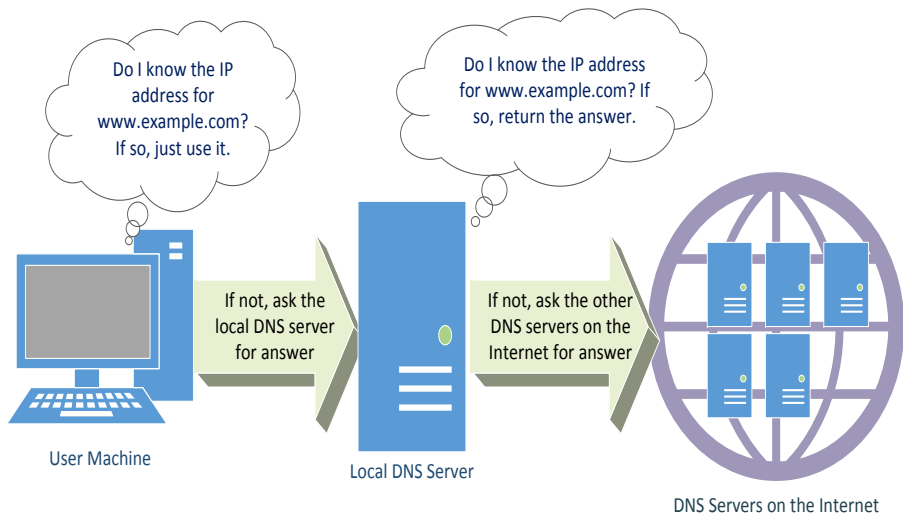 Do I know the IP
address for
www.example.com?
If so, just use it.
Do I know the IP address
for www.example.com? If
so, return the answer.
If not, ask the
local DNS server
for answer
If not, ask the other
DNS servers on the
Internet for answer
User Machine
Local DNS Server
DNS Servers on the Internet